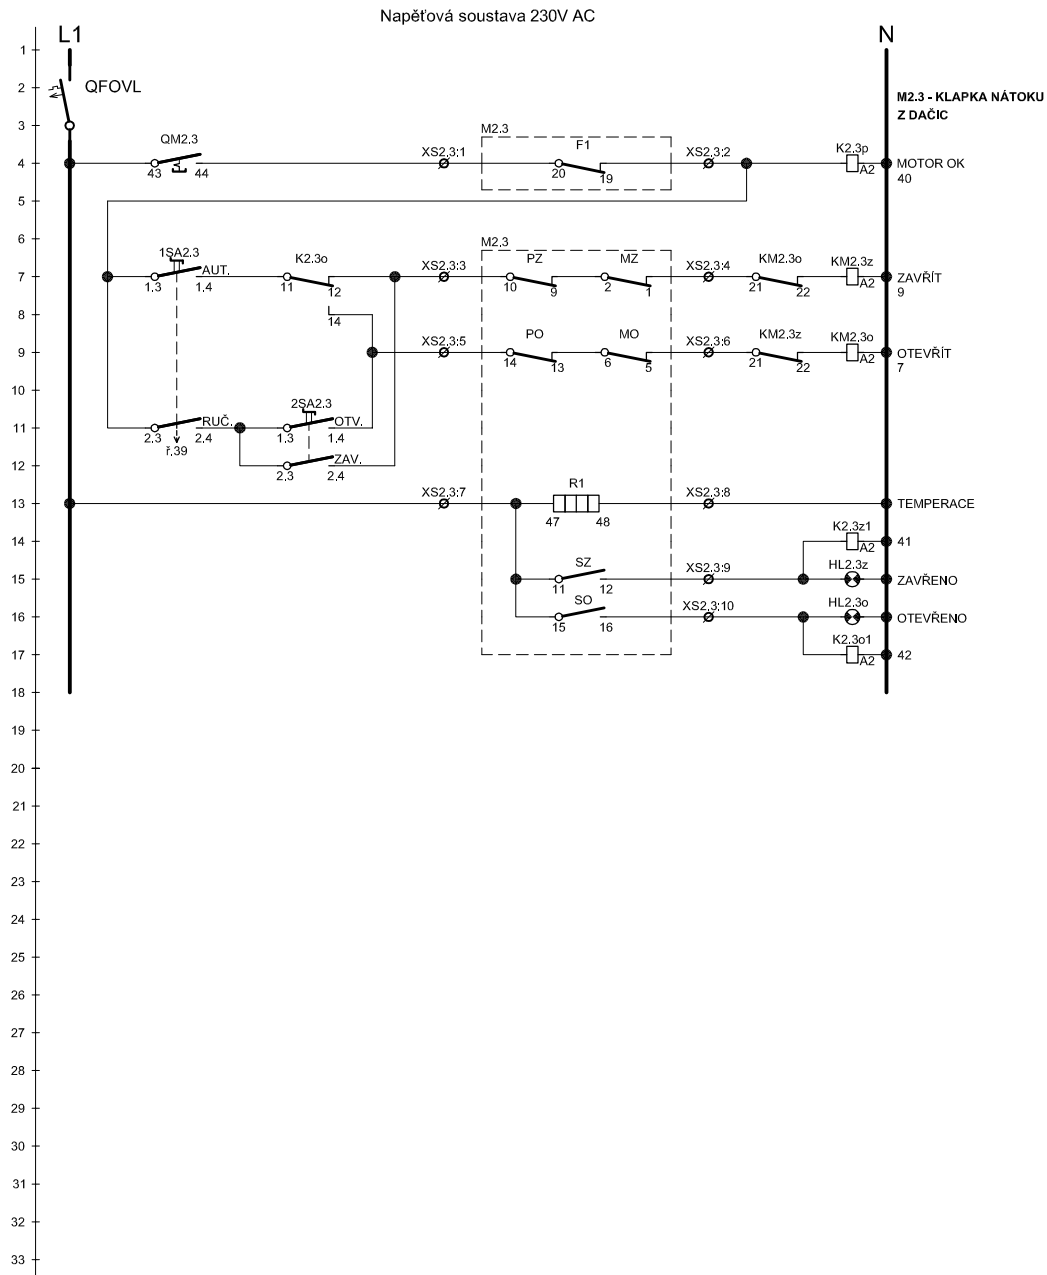 Napěťová soustava 230V AC
L1
N
1
2
QFOVL
M2.3 - KLAPKA NÁTOKU
Z DAČIC
3
M2.3
QM2.3
F1
K2.3p
XS2.3:1
XS2.3:2
4
MOTOR OK
43
44
20
19
A2
40
5
6
M2.3
1SA2.3
K2.3o
PZ
MZ
KM2.3o
KM2.3z
AUT.
XS2.3:3
XS2.3:4
7
ZAVŘÍT
1.3
1.4
11
12
10
9
2
1
21
22
A2
9
8
14
PO
MO
KM2.3z
KM2.3o
XS2.3:5
XS2.3:6
9
OTEVŘÍT
14
13
6
5
21
22
A2
7
10
2SA2.3
11
RUČ.
OTV.
2.3
2.4
1.3
1.4
ř.39
12
ZAV.
2.3
2.4
R1
XS2.3:7
XS2.3:8
13
TEMPERACE
47
48
K2.3z1
14
A2
41
SZ
XS2.3:9
HL2.3z
15
ZAVŘENO
11
12
SO
XS2.3:10
HL2.3o
16
OTEVŘENO
15
16
K2.3o1
17
A2
42
18
19
20
21
22
23
24
25
26
27
28
29
30
31
32
33